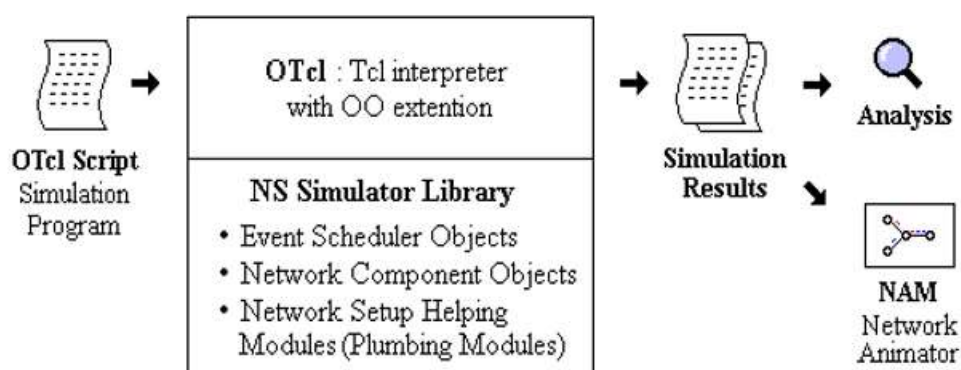 OTcl Script
Simulation
Program
OTcl : Tcl interpreter
with OO extention
NS Simulator Library
• Event Scheduler Objects
• Network Component Objects
• Network Setup Helping
Modules (Plumbing Modules)
Simulation
Results
Analysis
NAM
Network
Animator